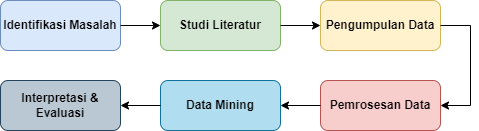 Identifikasi Masalah
Studi Literatur
Pengumpulan Data
Pemrosesan Data
Data Mining
Interpretasi &
Evaluasi